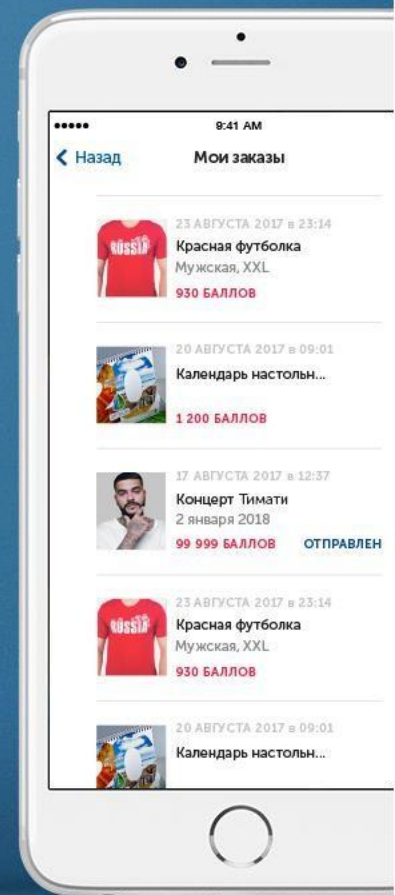 9:41 AM
Назад
Мои заказы
23 АВГУСТА 2017 в 23:14
RUSSIA
Красная футболка
Мужская, XXL
930 БАЛЛОВ
20 АВГУСТА 2017 в 09:01
Календарь настольн...
1 200 БАЛЛОВ
17 АВГУСТА 2017 в 12:37
Концерт Тимати
2 января 2018
99 999 БАЛЛОВ ОТПРАВЛЕН
23 АВГУСТА 2017 в 23:14
RUSSIA
Красная футболка
Мужская, XXL
930 БАЛЛОВ
20 АВГУСТА 2017 в 09:01
Календарь настольн...